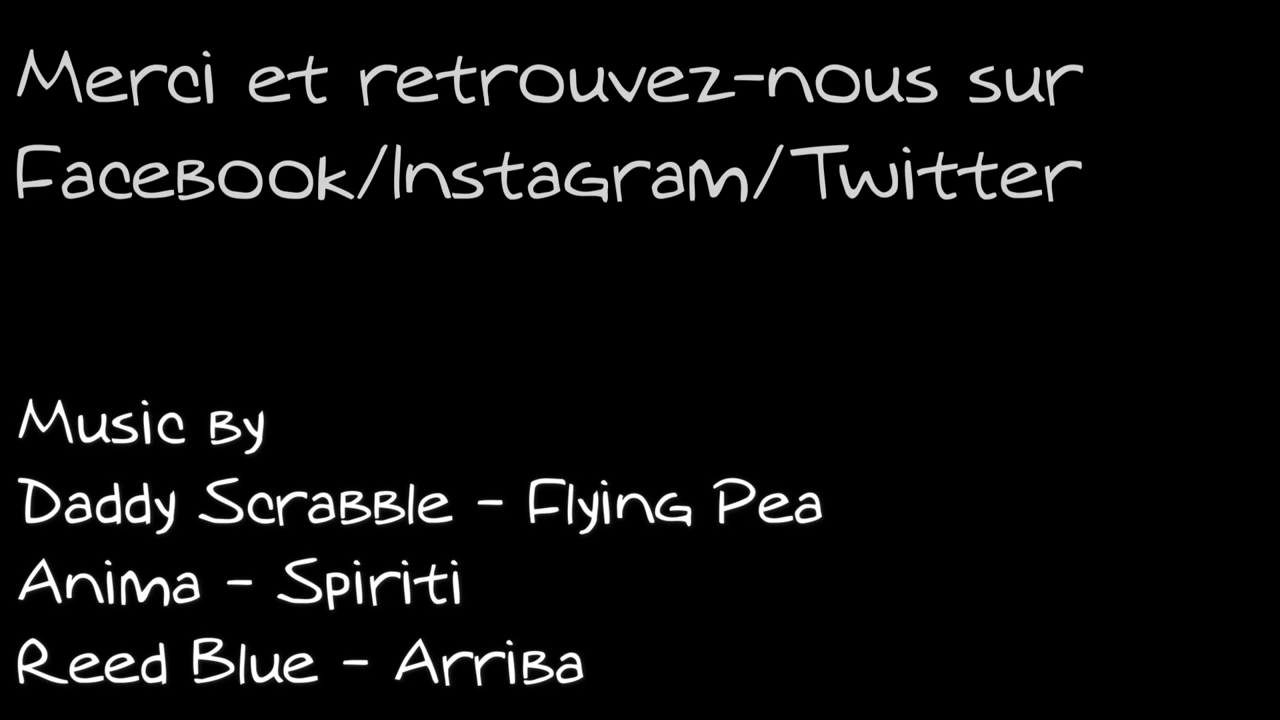 Merci et retrouvez-nous sur
Facebook/Instagram/Twitter
Music by
Daddy Scrabble - Flying Pea
Anima - Spiriti
Reed Blue - Arriba